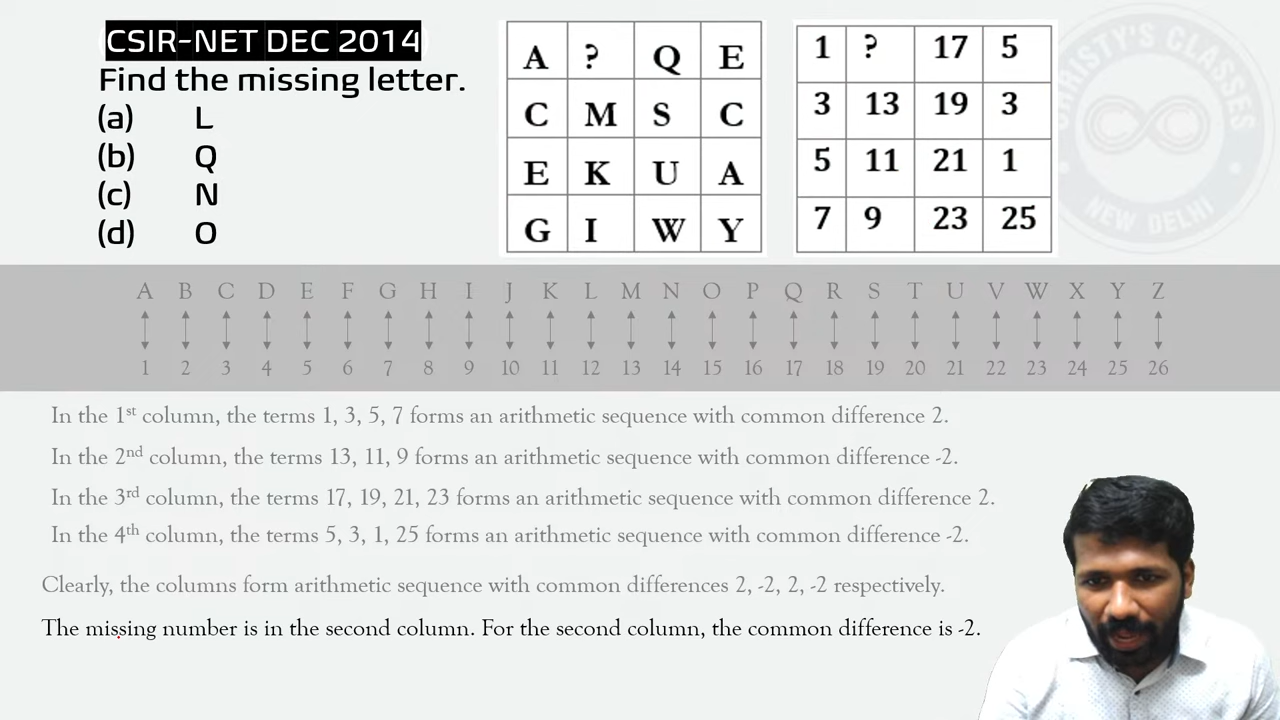 CSIR-NET DEC 2014
Find the missing letter.
(a) L
(b) Q
(c) N
(d) O
A ? Q E
C M S C
E K U A
G I W Y
1 ? 17 5
3 13 19 3
5 11 21 1
7 9 23 25
CHRISTY'S CLASSES
NEW DELHI
A B C D E F G H I J K L M N O P Q R S T U V W X Y Z
1 2 3 4 5 6 7 8 9 10 11 12 13 14 15 16 17 18 19 20 21 22 23 24 25 26
In the 1st column, the terms 1, 3, 5, 7 forms an arithmetic sequence with common difference 2.
In the 2nd column, the terms 13, 11, 9 forms an arithmetic sequence with common difference -2.
In the 3rd column, the terms 17, 19, 21, 23 forms an arithmetic sequence with common difference 2.
In the 4th column, the terms 5, 3, 1, 25 forms an arithmetic sequence with common difference -2.
Clearly, the columns form arithmetic sequence with common differences 2, -2, 2, -2 respectively.
The missing number is in the second column. For the second column, the common difference is -2.